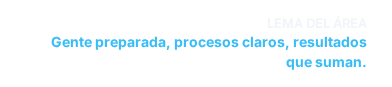 LEMA DEL ÁREA
Gente preparada, procesos claros, resultados
que suman.